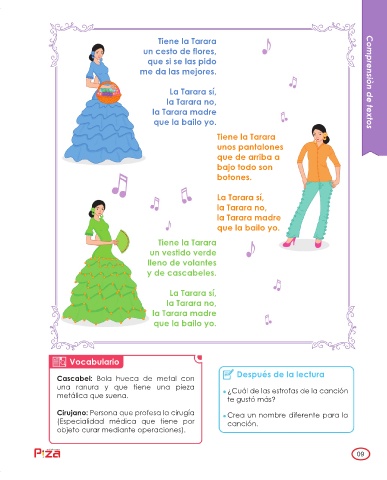 Comprensión de textos
Tiene la Tarara
un cesto de flores,
que si se las pido
me da las mejores.
La Tarara sí,
la Tarara no,
la Tarara madre
que la bailo yo.
Tiene la Tarara
unos pantalones
que de arriba a
bajo todo son
botones.
La Tarara sí,
la Tarara no,
la Tarara madre
que la bailo yo.
Tiene la Tarara
un vestido verde
lleno de volantes
y de cascabeles.
La Tarara sí,
la Tarara no,
la Tarara madre
que la bailo yo.
Vocabulario
Cascabel: Bola hueca de metal con
una ranura y que tiene una pieza
metálica que suena.
Cirujano: Persona que profesa la cirugía
(Especialidad médica que tiene por
objeto curar mediante operaciones).
Después de la lectura
¿Cuál de las estrofas de la canción
te gustó más?
Crea un nombre diferente para la
canción.
09